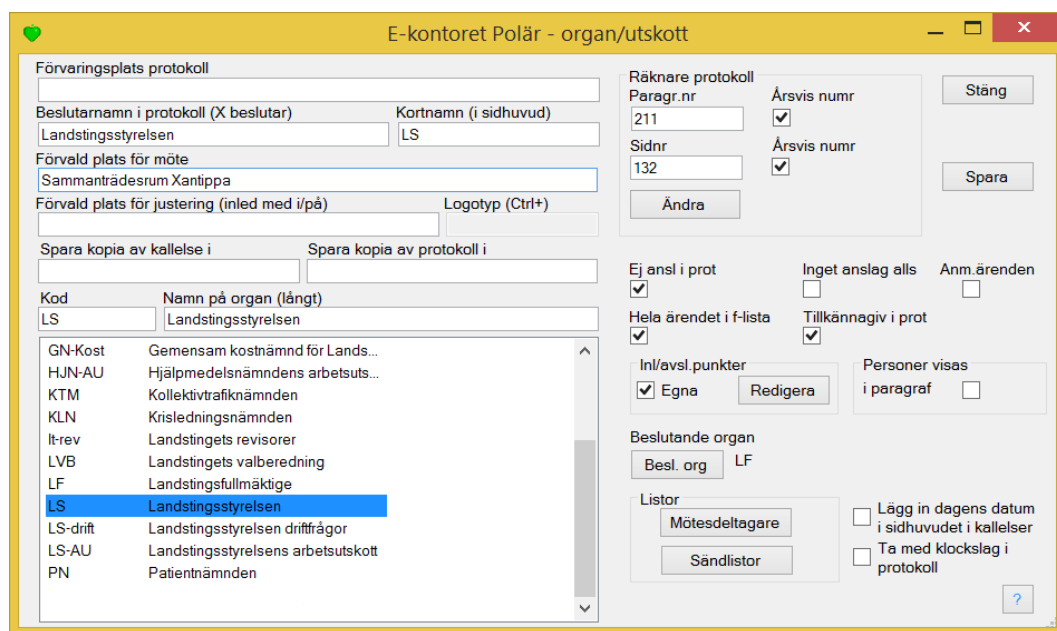 E-kontoret Polär - organ/utskott
Förvaringsplats protokoll
Beslutarnamn i protokoll (X beslutar)
Kortnamn (i sidhuvud)
Landstingsstyrelsen
LS
Förvald plats för möte
Sammanträdesrum Xantippa
Förvald plats för justering (inled med i/på)
Logotyp (Ctrl+)
Spara kopia av kallelse i
Spara kopia av protokoll i
Kod
Namn på organ (långt)
LS
Landstingsstyrelsen
GN-Kost Gemensam kostnämnd för Lands...
HJN-AU Hjälpmedelsnämndens arbetsuts...
KTM Kollektivtrafiknämnden
KLN Krisledningsnämnden
lt-rev Landstingets revisorer
LVB Landstingets valberedning
LF Landstingsfullmäktige
LS Landstingsstyrelsen
LS-drift Landstingsstyrelsen driftfrågor
LS-AU Landstingsstyrelsens arbetsutskott
PN Patientnämnden
Räknare protokoll
Paragr.nr
Årsvis numr
211
Sidnr
Årsvis numr
132
Ändra
Stäng
Spara
Ej ansl i prot
Inget anslag alls
Anm.ärenden
Hela ärendet i f-lista
Tillkännagiv i prot
Inl/avsl.punkter
Egna
Redigera
Personer visas
i paragraf
Beslutande organ
Besl. org
LF
Listor
Mötesdeltagare
Sändlistor
Lägg in dagens datum
i sidhuvudet i kallelser
Ta med klockslag i
protokoll
?